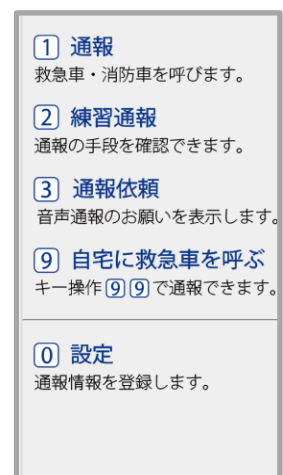 1 通報
救急車・消防車を呼びます。
2 練習通報
通報の手段を確認できます。
3 通報依頼
音声通報のお願いを表示します。
9 自宅に救急車を呼ぶ
キー操作99で通報できます。
0 設定
通報情報を登録します。